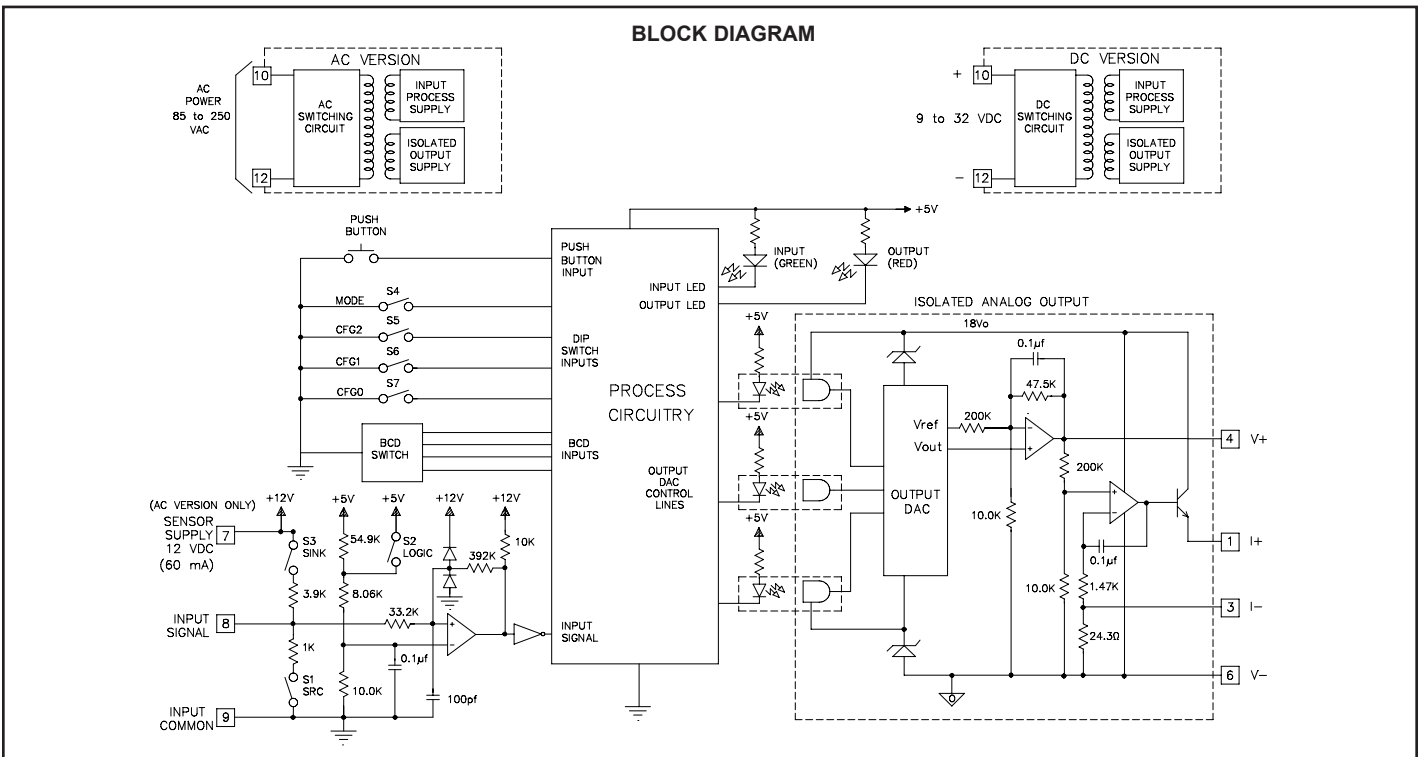 BLOCK DIAGRAM
AC VERSION
10
AC
POWER
85 to 250
VAC
12
AC
SWITCHING
CIRCUIT
INPUT
PROCESS
SUPPLY
ISOLATED
OUTPUT
SUPPLY
DC VERSION
+ 10
9 to 32 VDC
- 12
DC
SWITCHING
CIRCUIT
INPUT
PROCESS
SUPPLY
ISOLATED
OUTPUT
SUPPLY
PUSH
BUTTON
PUSH
BUTTON
INPUT
MODE
S4
CFG2
S5
CFG1
S6
CFG0
S7
DIP
SWITCH
INPUTS
BCD
SWITCH
BCD
INPUTS
PROCESS
CIRCUITRY
INPUT LED
OUTPUT LED
OUTPUT
DAC
CONTROL
LINES
INPUT
SIGNAL
+5V
INPUT
(GREEN)
OUTPUT
(RED)
+5V
+5V
+5V
(AC VERSION ONLY)
SENSOR
SUPPLY
12 VDC
(60 mA)
7
+12V
S3
SINK
3.9K
INPUT
SIGNAL
8
1K
S1
SRC
INPUT
COMMON
9
+5V
54.9K
8.06K
10.0K
+5V
S2
LOGIC
33.2K
0.1µf
100pf
+12V
392K
+12V
10K
+
-
ISOLATED ANALOG OUTPUT
18Vo
OUTPUT
DAC
Vref
Vout
200K
0.1µf
47.5K
-
+
10.0K
200K
10.0K
+
-
0.1µf
1.47K
24.3Ω
0
4 V+
1 I+
3 I-
6 V-